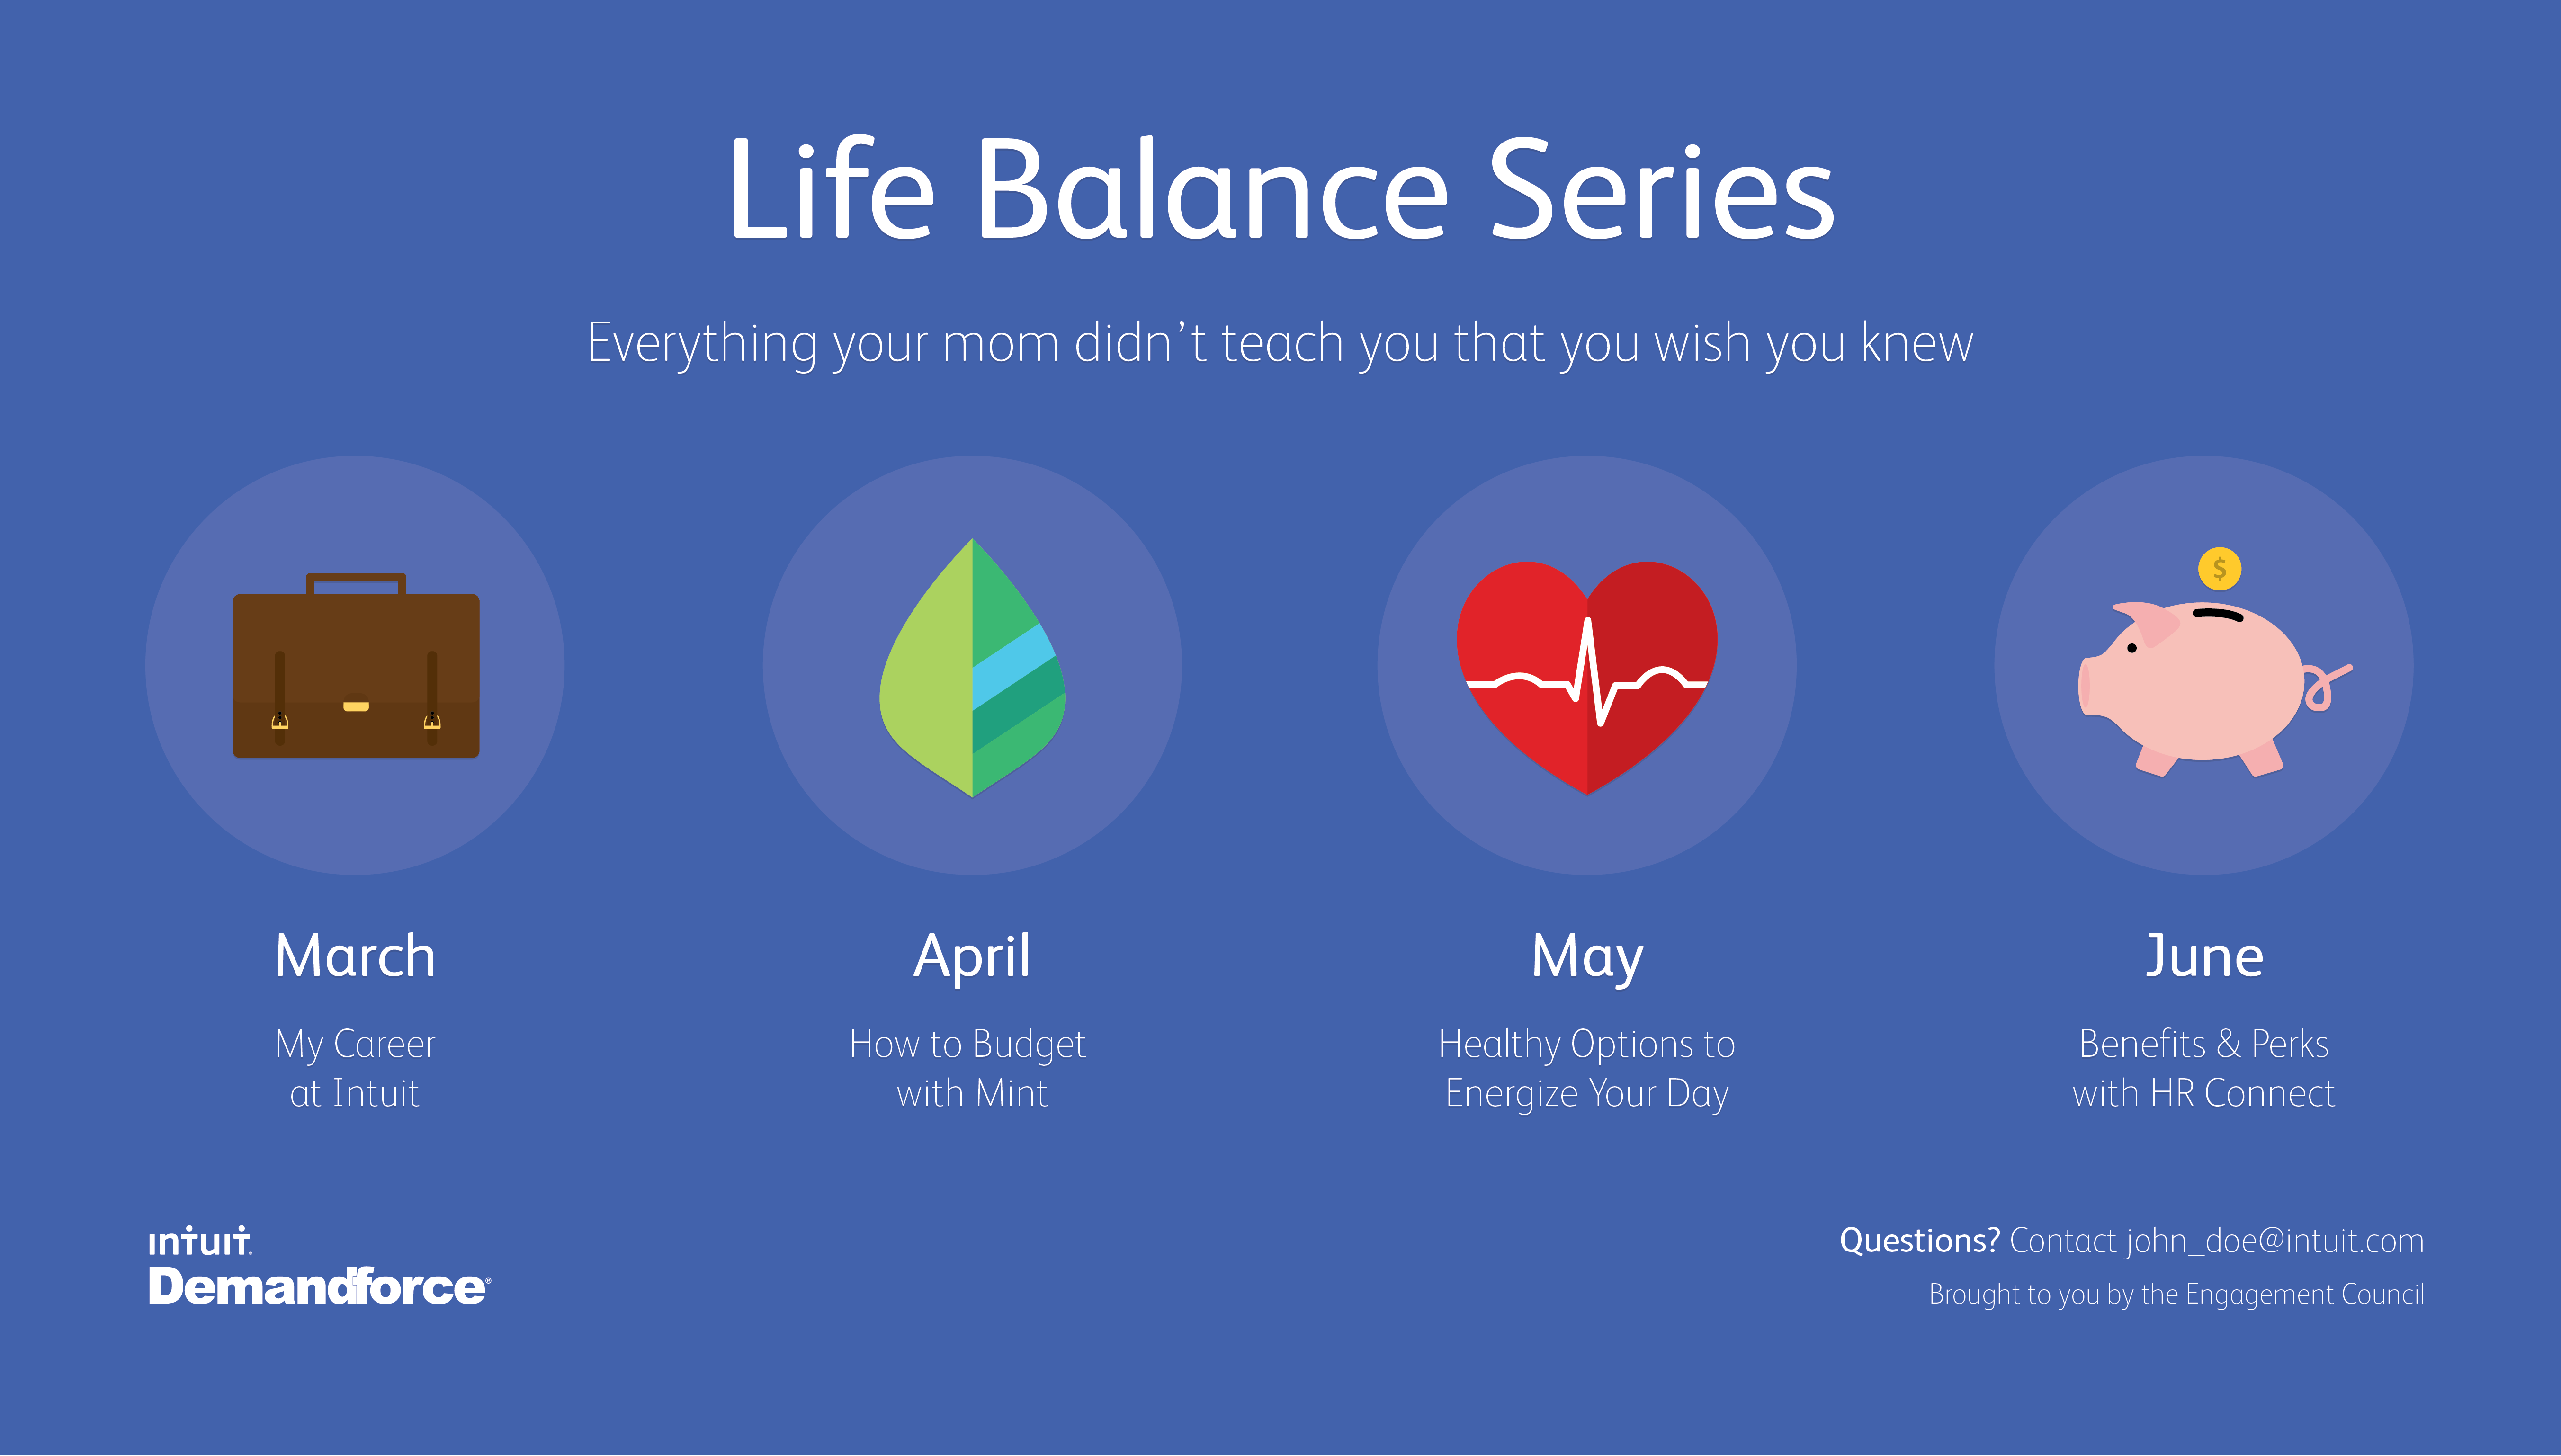 Life Balance Series
Everything your mom didn’t teach you that you wish you knew
March
My Career
at Intuit
April
How to Budget
with Mint
May
Healthy Options to
Energize Your Day
June
Benefits & Perks
with HR Connect
intuit.
Demandforce®
Questions? Contact john_doe@intuit.com
Brought to you by the Engagement Council
$